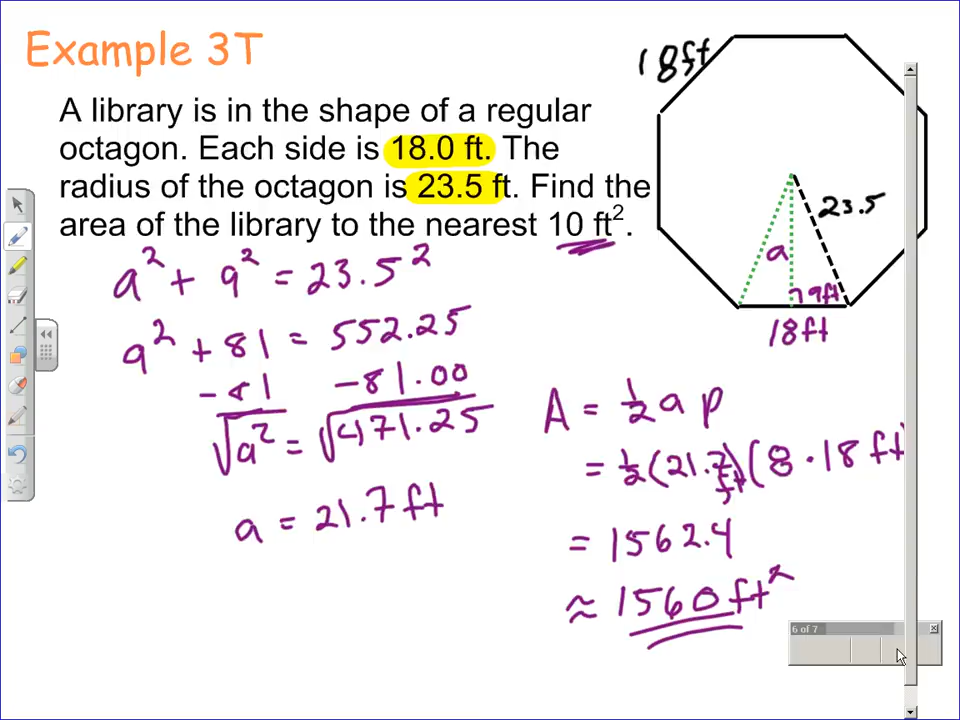 Example 3T
18ft
A library is in the shape of a regular
octagon. Each side is 18.0 ft. The
radius of the octagon is 23.5 ft. Find the
area of the library to the nearest 10 ft².
23.5
a
9ft
18ft
a² + 9² = 23.5²
a² + 81 = 552.25
-81 -81.00
√a² = √471.25
a = 21.7 ft
A = ½ a p
= ½ (21.7 ft)(8 · 18 ft)
= 1562.4
≈ 1560 ft²
6 of 7